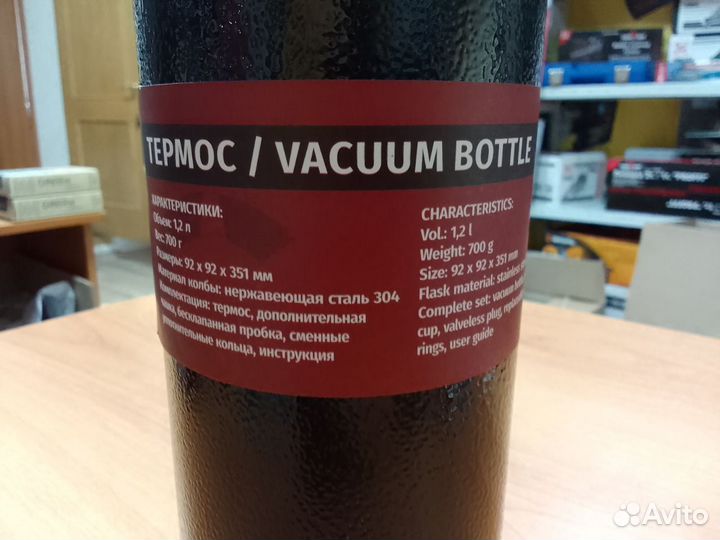 ТЕРМОС / VACUUM BOTTLE
ХАРАКТЕРИСТИКИ:
Объем: 1,2 л
Вес: 700 г
Размеры: 92 x 92 x 351 мм
Материал колбы: нержавеющая сталь 304
Комплектация: термос, дополнительная
чашка, бесклапанная пробка, сменные
уплотнительные кольца, инструкция
CHARACTERISTICS:
Vol.: 1,2 l
Weight: 700 g
Size: 92 x 92 x 351 mm
Flask material: stainless
Complete set: vacuum
cup, valveless plug,
rings, user guide
Avito